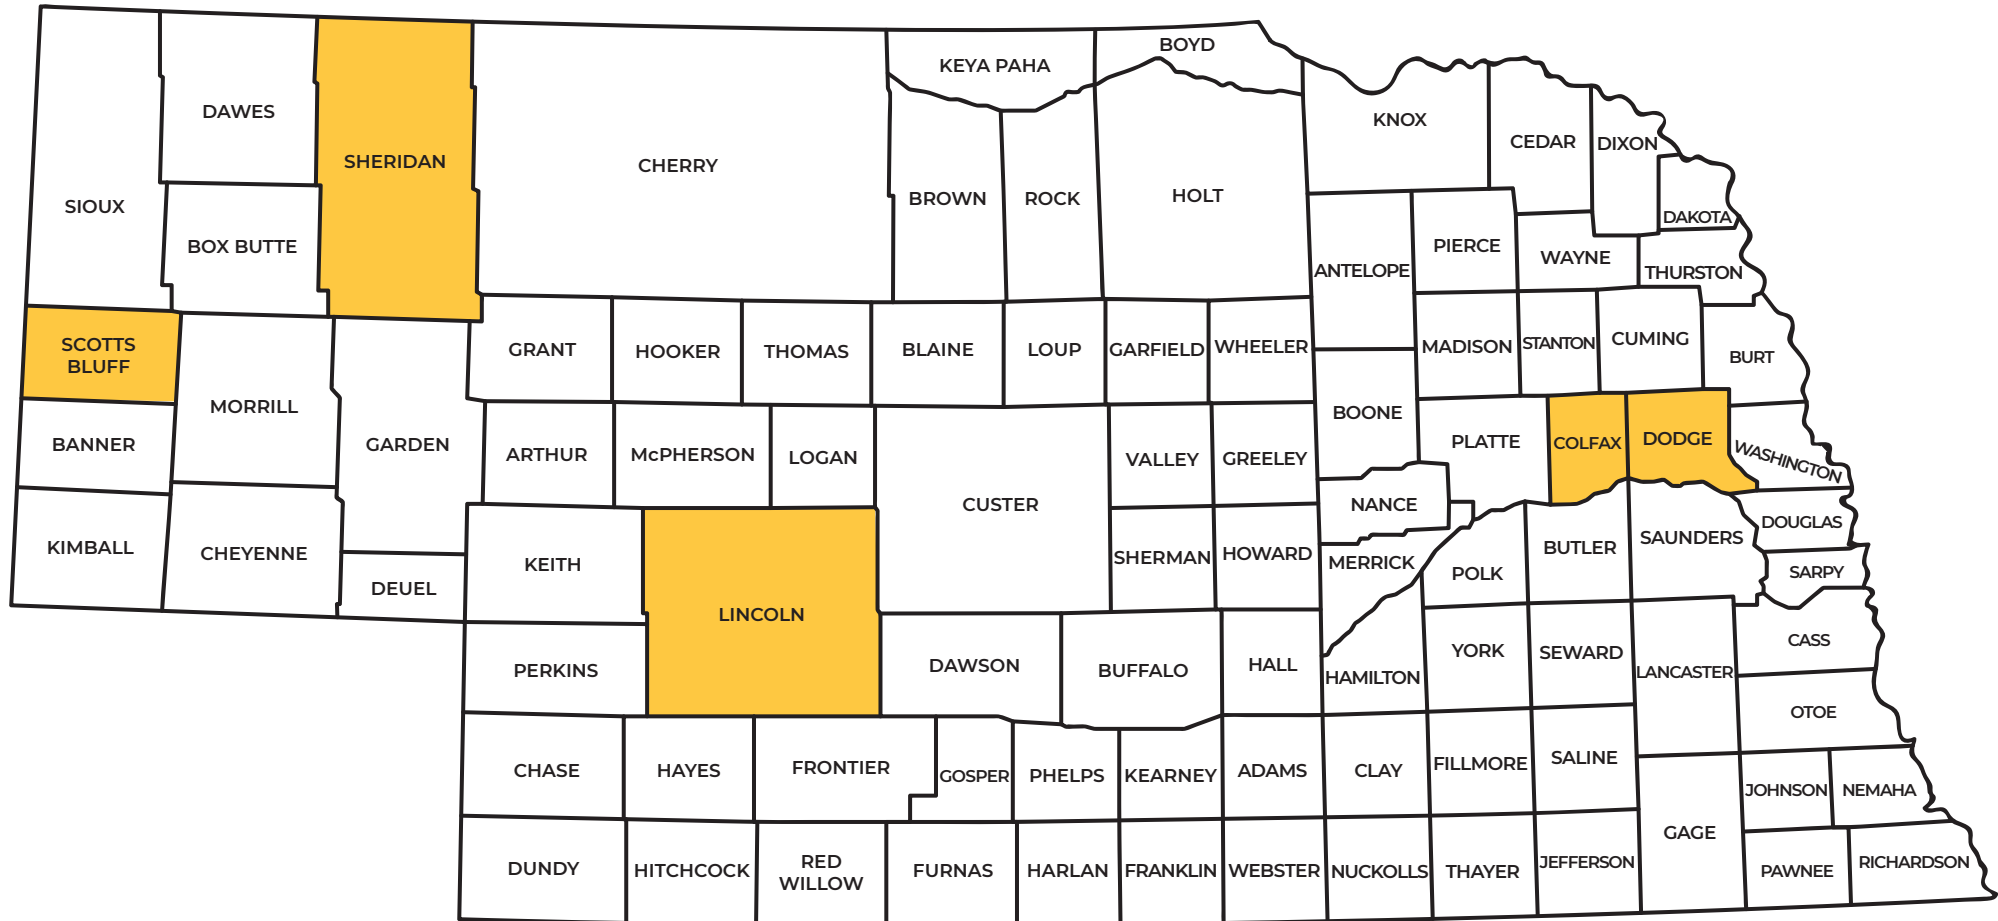 BOYD
KEYA PAHA
DAWES
KNOX
CEDAR
DIXON
SHERIDAN
CHERRY
SIOUX
BROWN
ROCK
HOLT
DAKOTA
BOX BUTTE
PIERCE
WAYNE
ANTELOPE
THURSTON
SCOTTS
BLUFF
GRANT
HOOKER
THOMAS
BLAINE
LOUP
GARFIELD
WHEELER
MADISON
STANTON
CUMING
BURT
MORRILL
BOONE
BANNER
GARDEN
ARTHUR
McPHERSON
LOGAN
VALLEY
GREELEY
PLATTE
COLFAX
DODGE
WASHINGTON
CUSTER
NANCE
KIMBALL
CHEYENNE
KEITH
SHERMAN
HOWARD
MERRICK
POLK
BUTLER
SAUNDERS
DOUGLAS
SARPY
DEUEL
LINCOLN
PERKINS
DAWSON
BUFFALO
HALL
HAMILTON
YORK
SEWARD
LANCASTER
CASS
OTOE
CHASE
HAYES
FRONTIER
GOSPER
PHELPS
KEARNEY
ADAMS
CLAY
FILLMORE
SALINE
JOHNSON
NEMAHA
GAGE
DUNDY
HITCHCOCK
RED
WILLOW
FURNAS
HARLAN
FRANKLIN
WEBSTER
NUCKOLLS
THAYER
JEFFERSON
PAWNEE
RICHARDSON